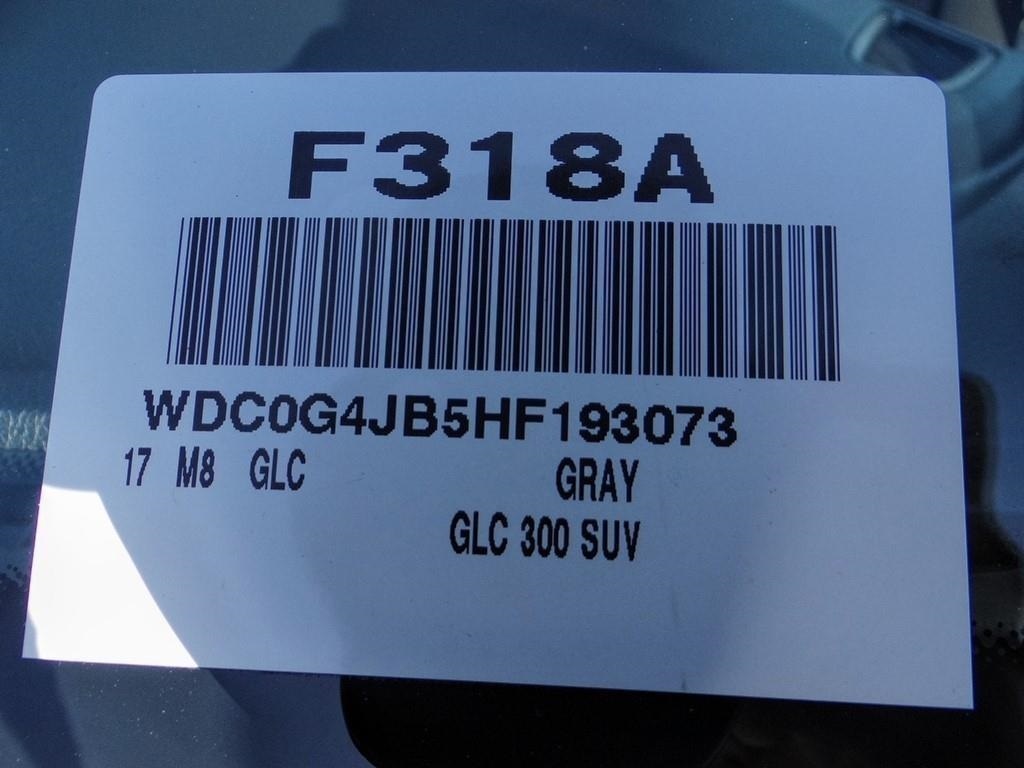 F318A
WDC0G4JB5HF193073
17 M8 GLC GRAY
GLC 300 SUV